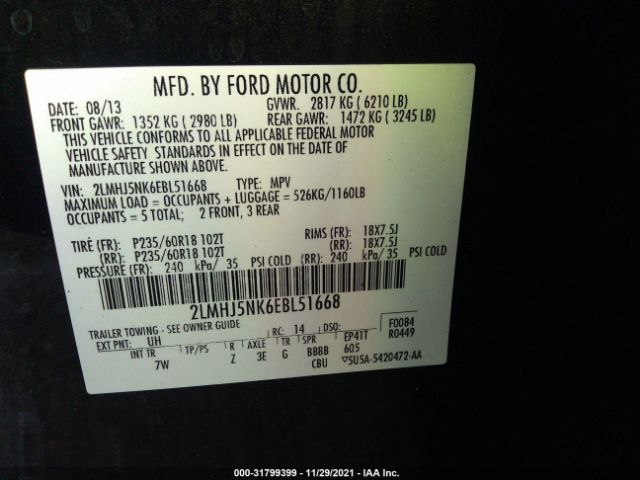 MFD. BY FORD MOTOR CO.
DATE: 08/13 GVWR. 2817 KG ( 6210 LB)
FRONT GAWR: 1352 KG ( 2980 LB) REAR GAWR: 1472 KG ( 3245 LB)
THIS VEHICLE CONFORMS TO ALL APPLICABLE FEDERAL MOTOR
VEHICLE SAFETY STANDARDS IN EFFECT ON THE DATE OF
MANUFACTURE SHOWN ABOVE.
VIN: 2LMHJ5NK6EBL51668 TYPE: MPV
MAXIMUM LOAD = OCCUPANTS + LUGGAGE = 526KG/1160LB
OCCUPANTS = 5 TOTAL; 2 FRONT, 3 REAR
TIRE (FR): P235/60R18 102T RIMS (FR): 18X7.5J
(RR): P235/60R18 102T (RR): 18X7.5J
PRESSURE (FR): 240 kPa/ 35 PSI COLD (RR): 240 kPa/ 35 PSI COLD
2LMHJ5NK6EBL51668
TRAILER TOWING - SEE OWNER GUIDE RC: 14 DSO: F0084
EXT PNT: UH R0449
INT TR TP/PS R AXLE TR SPR EP41T
7W Z 3E G BBBB 605
CBU 5U5A-5420472-AA
000-31799399 - 11/29/2021 - IAA Inc.